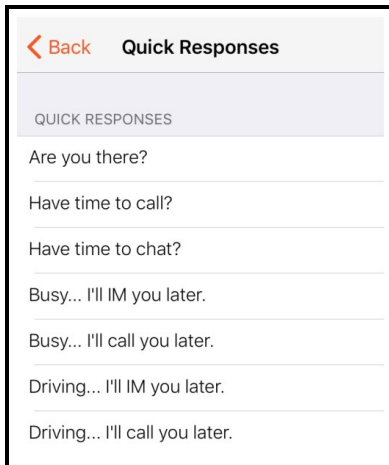 Back Quick Responses
QUICK RESPONSES
Are you there?
Have time to call?
Have time to chat?
Busy... I'll IM you later.
Busy... I'll call you later.
Driving... I'll IM you later.
Driving... I'll call you later.